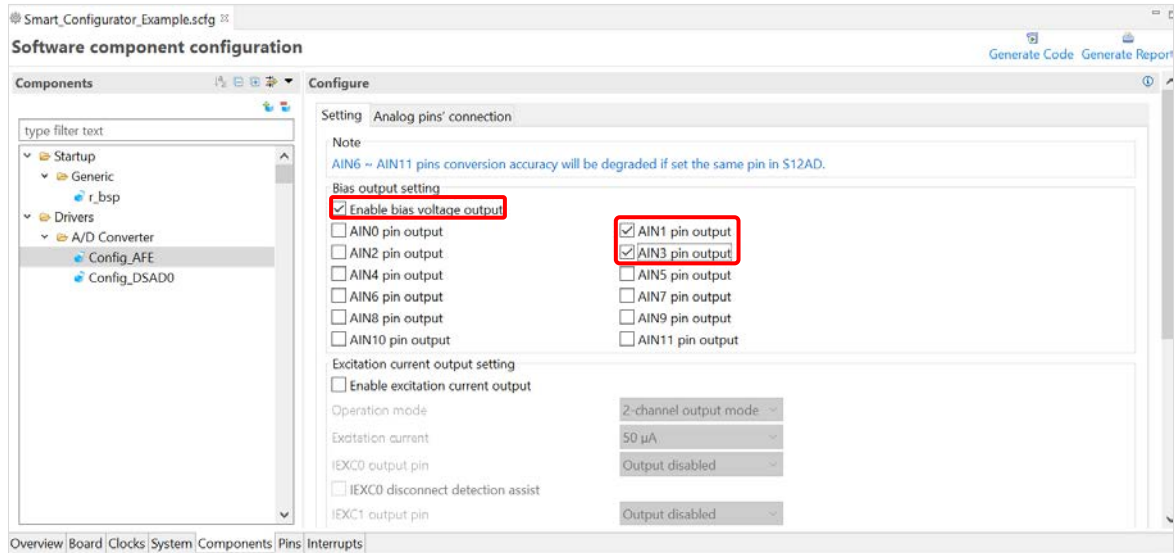 Smart_Configurator_Example.scfg
Software component configuration
Generate Code Generate Report
Components
Configure
type filter text
Startup
Generic
r_bsp
Drivers
A/D Converter
Config_AFE
Config_DSAD0
Setting Analog pins' connection
Note
AIN6 ~ AIN11 pins conversion accuracy will be degraded if set the same pin in S12AD.
Bias output setting
Enable bias voltage output
AIN0 pin output AIN1 pin output
AIN2 pin output AIN3 pin output
AIN4 pin output AIN5 pin output
AIN6 pin output AIN7 pin output
AIN8 pin output AIN9 pin output
AIN10 pin output AIN11 pin output
Excitation current output setting
Enable excitation current output
Operation mode 2-channel output mode
Excitation current 50 μA
IEXC0 output pin Output disabled
IEXC0 disconnect detection assist
IEXC1 output pin Output disabled
Overview Board Clocks System Components Pins Interrupts